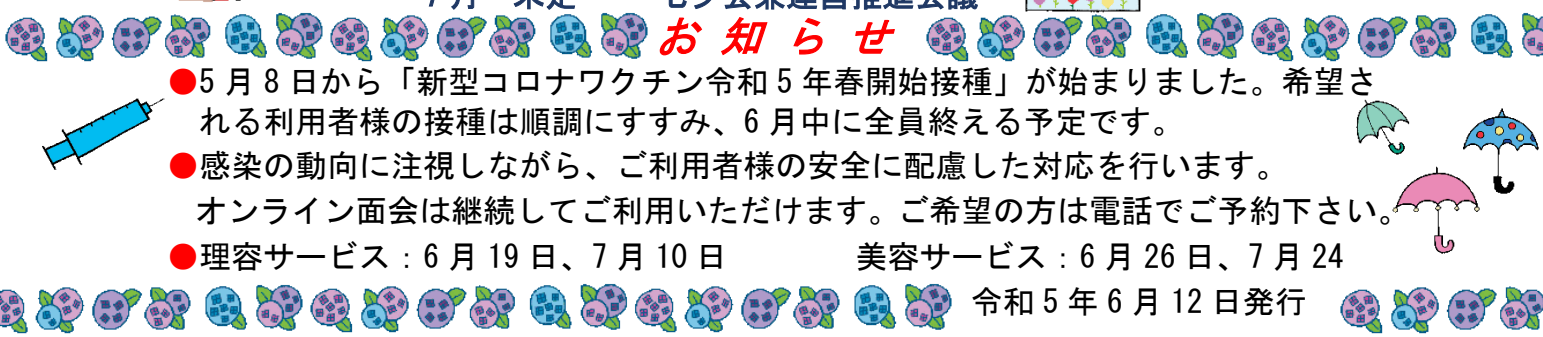 お知らせ
●5月8日から「新型コロナワクチン令和5年春開始接種」が始まりました。希望さ
れる利用者様の接種は順調にすすみ、6月中に全員終える予定です。
●感染の動向に注視しながら、ご利用者様の安全に配慮した対応を行います。
オンライン面会は継続してご利用いただけます。ご希望の方は電話でご予約下さい。
●理容サービス：6月19日、7月10日　　　美容サービス：6月26日、7月24
令和5年6月12日発行